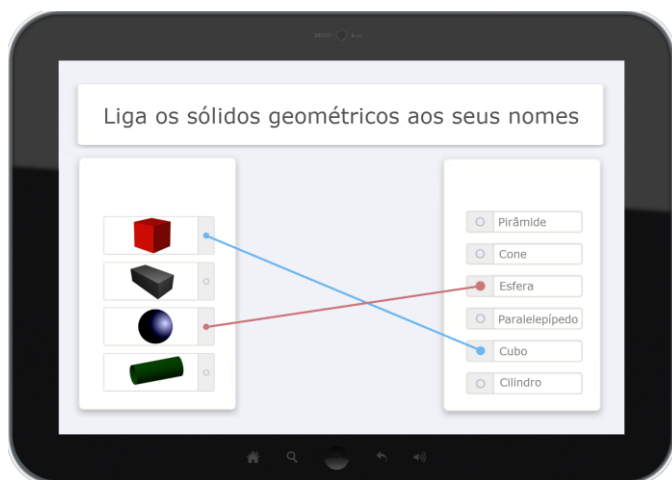 Liga os sólidos geométricos aos seus nomes
Pirâmide
Cone
Esfera
Paralelepípedo
Cubo
Cilindro